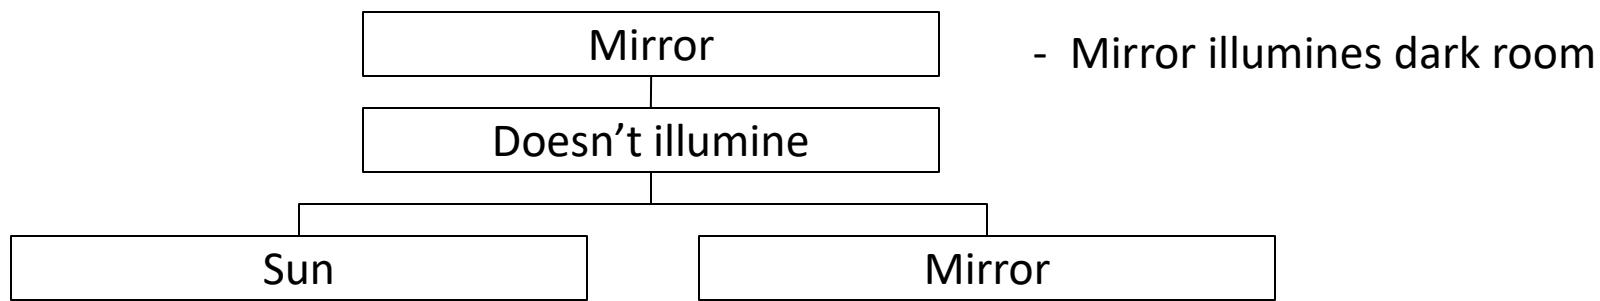 Mirror
- Mirror illumines dark room
Doesn’t illumine
Sun
Mirror